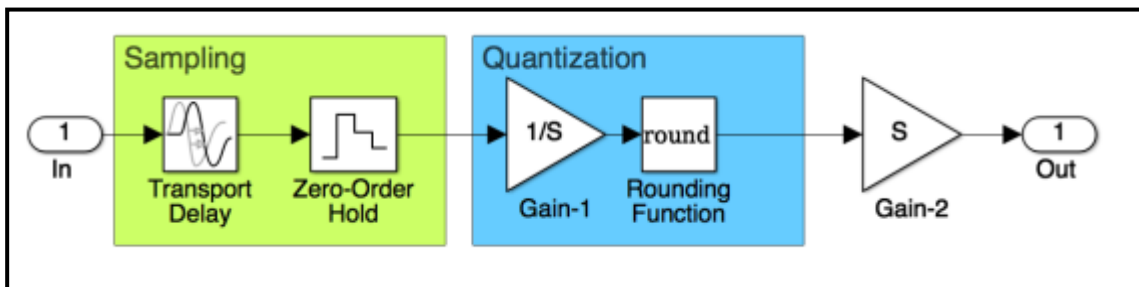 Sampling
Quantization
1
In
Transport
Delay
Zero-Order
Hold
1/S
Gain-1
round
Rounding
Function
S
Gain-2
1
Out